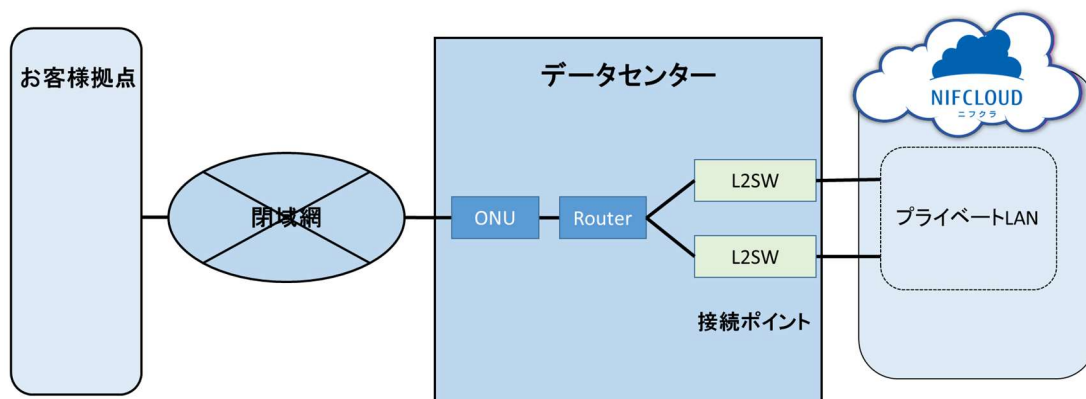 お客様拠点
閉域網
データセンター
ONU
Router
L2SW
L2SW
接続ポイント
NIFCLOUD
ニフクラ
プライベートLAN